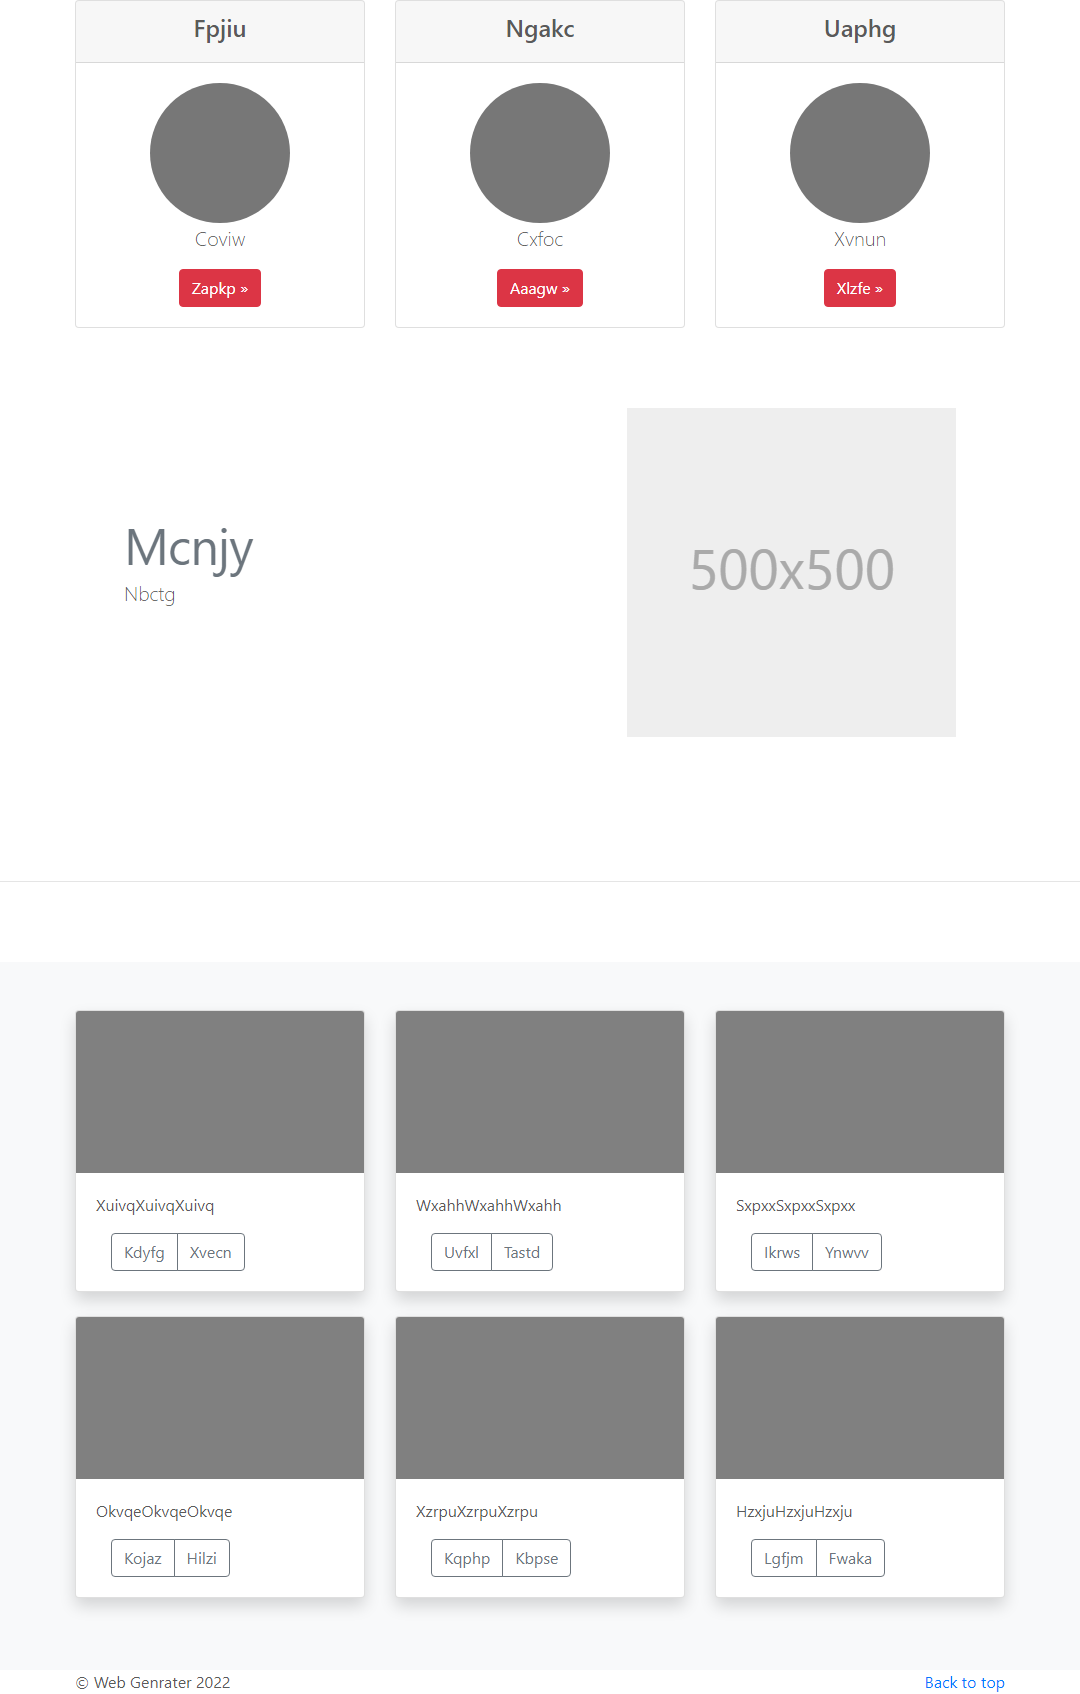 Fpjiu
Ngakc
Uaphg
Coviw
Cxfoc
Xvnun
Zapkp »
Aaagw »
Xlzfe »
Mcnjy
Nbctg
500x500
XuivqXuivqXuivq
WxahhWxahhWxahh
SxpxxSxpxxSxpxx
Kdyfg Xvecn
Uvfxl Tastd
Ikrws Ynwvv
OkvqeOkvqeOkvqe
XzrpuXzrpuXzrpu
HzxjuHzxjuHzxju
Kojaz Hilzi
Kqphp Kbpse
Lgfjm Fwaka
© Web Genrater 2022
Back to top